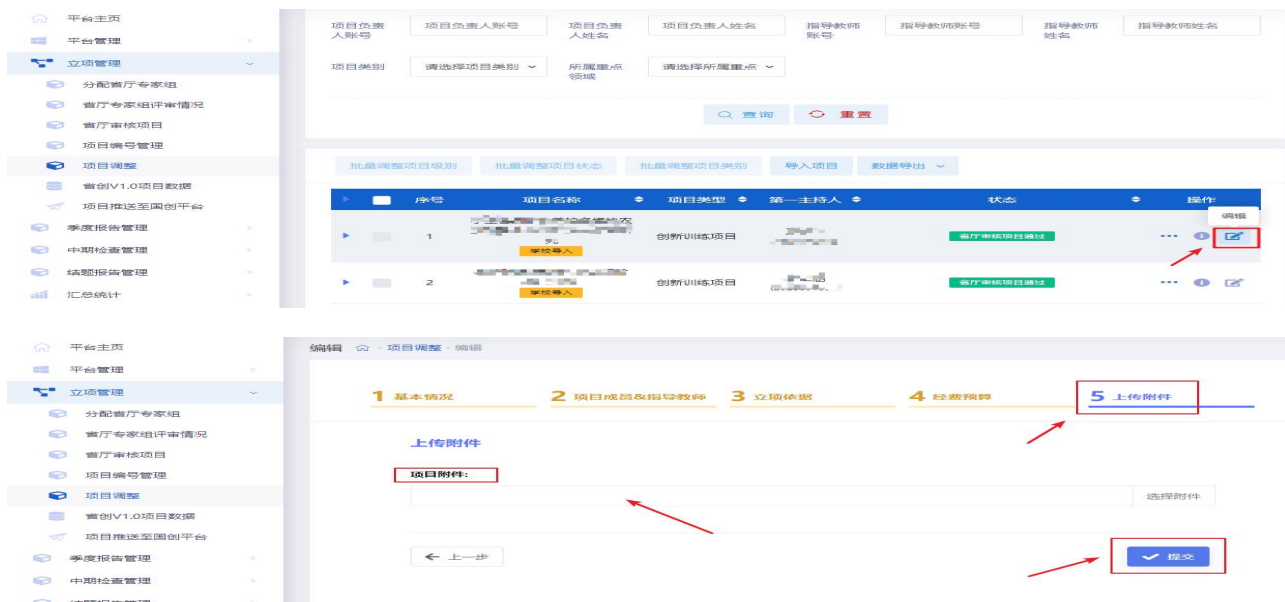 平台主页
平台管理
立项管理
分配省厅专家组
省厅专家组评审情况
省厅审核项目
项目编号管理
项目调整
省创V1.0项目数据
项目推送至国创平台
季度报告管理
中期检查管理
结题报告管理
汇总统计
项目负责人账号 项目负责人账号 项目负责人姓名 项目负责人姓名 指导教师账号 指导教师账号 指导教师姓名 指导教师姓名
项目类别 请选择项目类别 所属重点领域 请选择所属重点
查询 重置
批量调整项目级别 批量调整项目状态 批量调整项目类别 导入项目 数据导出
序号 项目名称 项目类型 第一主持人 状态 操作
编辑
1 学校导入 创新训练项目 省厅审核项目通过
2 学校导入 创新训练项目 省厅审核项目通过
平台主页
平台管理
立项管理
分配省厅专家组
省厅专家组评审情况
省厅审核项目
项目编号管理
项目调整
省创V1.0项目数据
项目推送至国创平台
季度报告管理
中期检查管理
编辑 - 项目调整 - 编辑
1 基本情况 2 项目成员&指导教师 3 立项依据 4 经费预算 5 上传附件
上传附件
项目附件:
选择附件
上一步 提交